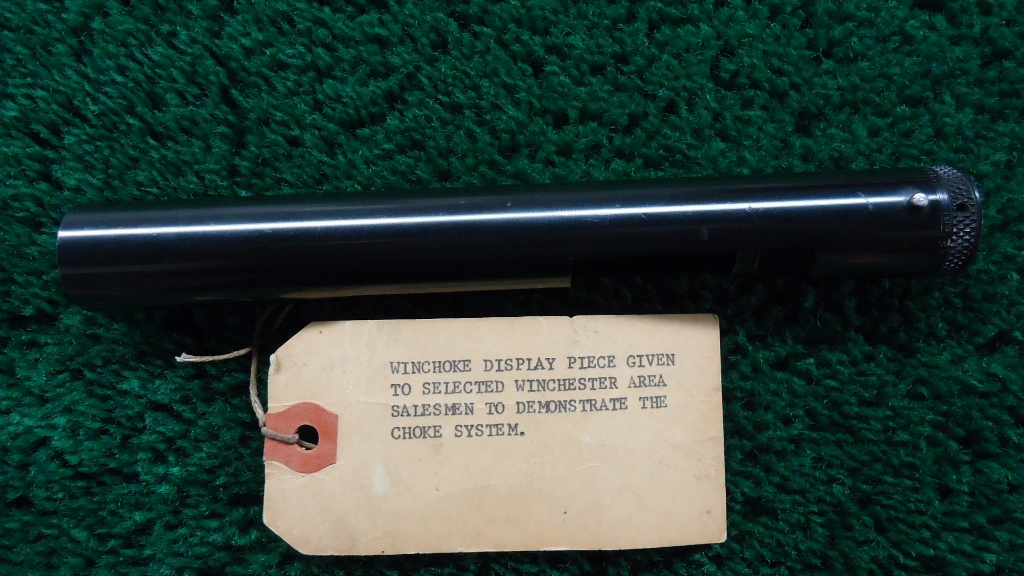 WINCHOKE DISPLAY PIECE GIVEN
TO SELECTED WINCHESTER AREA
SALESMEN TO DEMONSTRATE THE
CHOKE SYSTEM.